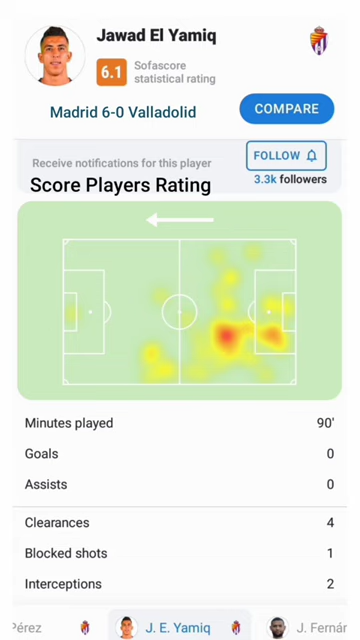 Jawad El Yamiq
6.1
Sofascore
statistical rating
Madrid 6-0 Valladolid
COMPARE
Receive notifications for this player
FOLLOW
3.3k followers
Score Players Rating
Minutes played 90'
Goals 0
Assists 0
Clearances 4
Blocked shots 1
Interceptions 2
Pérez
J. E. Yamiq
J. Fernár